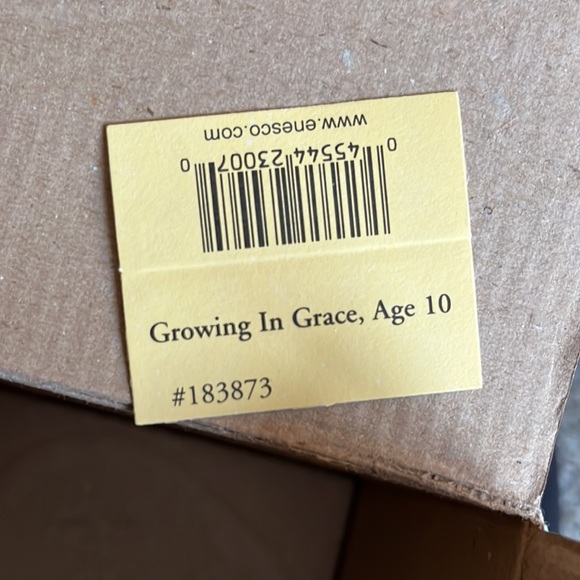 www.enesco.com
0 45544 23007 0
Growing In Grace, Age 10
#183873